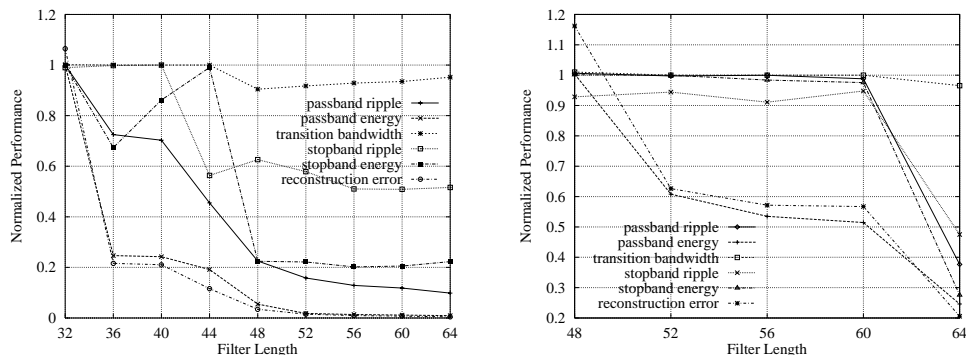 1.2
1
0.8
0.6
0.4
0.2
0
Normalized Performance
32 36 40 44 48 52 56 60 64
Filter Length
passband ripple
passband energy
transition bandwidth
stopband ripple
stopband energy
reconstruction error
1.2
1.1
1
0.9
0.8
0.7
0.6
0.5
0.4
0.3
0.2
Normalized Performance
48 52 56 60 64
Filter Length
passband ripple
passband energy
transition bandwidth
stopband ripple
stopband energy
reconstruction error